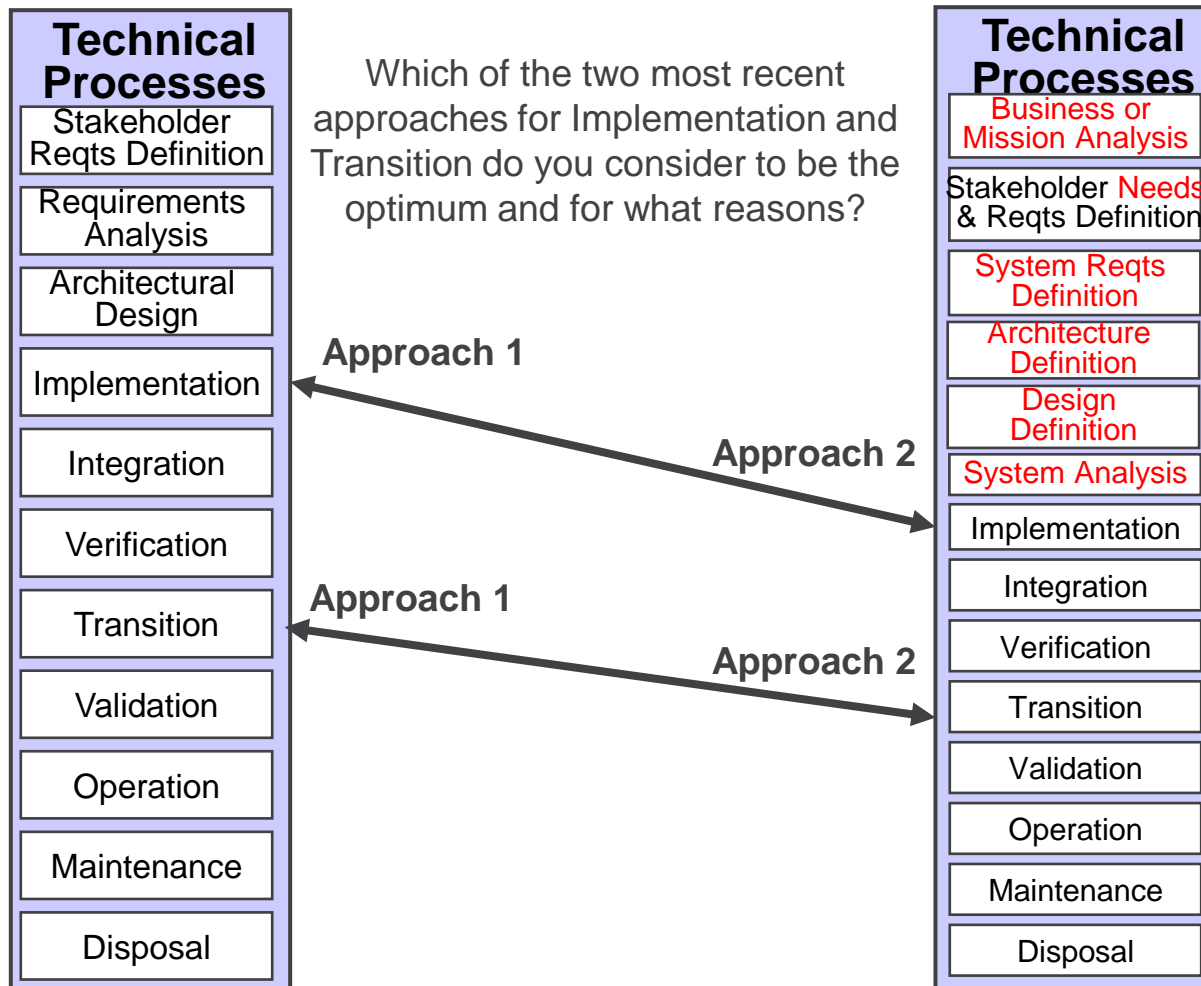 Technical
Processes
Stakeholder
Reqts Definition
Requirements
Analysis
Architectural
Design
Implementation
Integration
Verification
Transition
Validation
Operation
Maintenance
Disposal
Which of the two most recent
approaches for Implementation and
Transition do you consider to be the
optimum and for what reasons?
Approach 1
Approach 2
Approach 1
Approach 2
Technical
Processes
Business or
Mission Analysis
Stakeholder Needs
& Reqts Definition
System Reqts
Definition
Architecture
Definition
Design
Definition
System Analysis
Implementation
Integration
Verification
Transition
Validation
Operation
Maintenance
Disposal